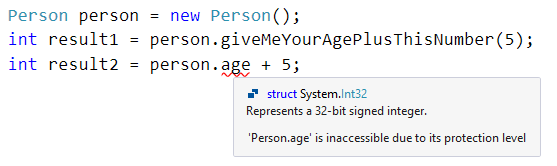 Person person = new Person();
int result1 = person.giveMeYourAgePlusThisNumber(5);
int result2 = person.age + 5;
struct System.Int32
Represents a 32-bit signed integer.
'Person.age' is inaccessible due to its protection level